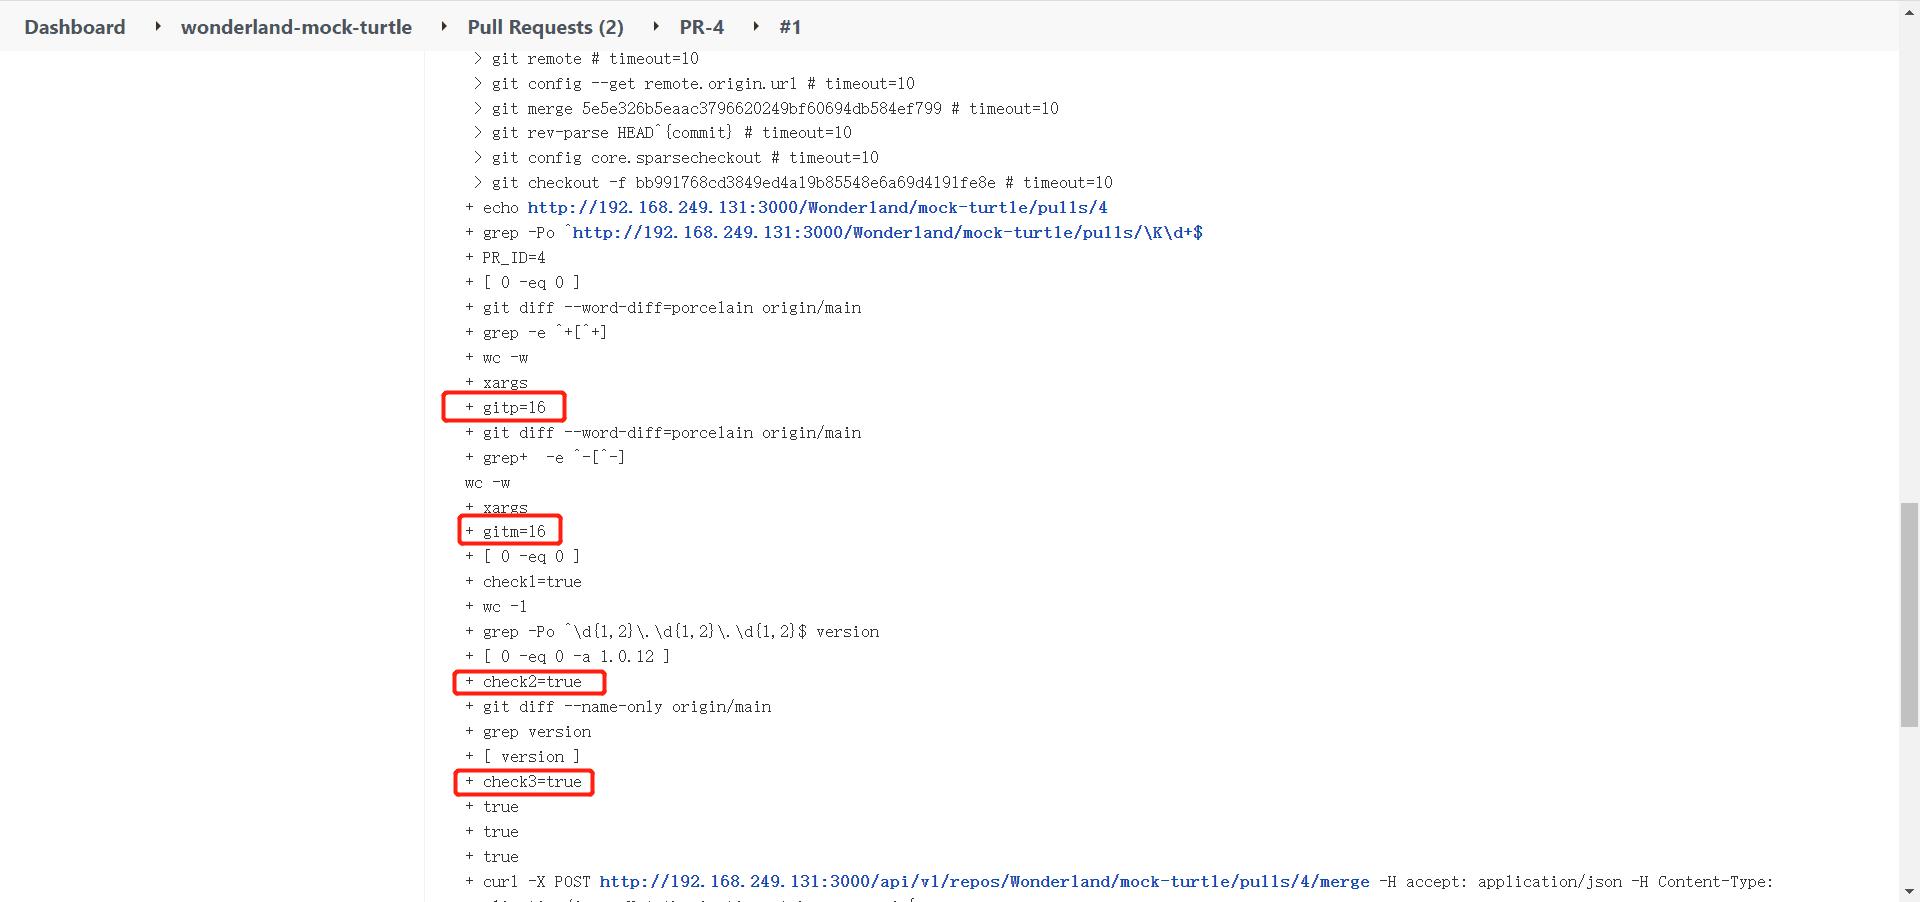 Dashboard ‣ wonderland-mock-turtle ‣ Pull Requests (2) ‣ PR-4 ‣ #1
> git remote # timeout=10
> git config --get remote.origin.url # timeout=10
> git merge 5e5e326b5eaac3796620249bf60694db584ef799 # timeout=10
> git rev-parse HEAD^{commit} # timeout=10
> git config core.sparsecheckout # timeout=10
> git checkout -f bb991768cd3849ed4a19b85548e6a69d4191fe8e # timeout=10
+ echo http://192.168.249.131:3000/Wonderland/mock-turtle/pulls/4
+ grep -Po ^http://192.168.249.131:3000/Wonderland/mock-turtle/pulls/\K\d+$
+ PR_ID=4
+ [ 0 -eq 0 ]
+ git diff --word-diff=porcelain origin/main
+ grep -e ^+[^+]
+ wc -w
+ xargs
+ gitp=16
+ git diff --word-diff=porcelain origin/main
+ grep+  -e ^-[^-]
wc -w
+ xargs
+ gitm=16
+ [ 0 -eq 0 ]
+ check1=true
+ wc -l
+ grep -Po ^\d{1,2}\.\d{1,2}\.\d{1,2}$ version
+ [ 0 -eq 0 -a 1.0.12 ]
+ check2=true
+ git diff --name-only origin/main
+ grep version
+ [ version ]
+ check3=true
+ true
+ true
+ true
+ curl -X POST http://192.168.249.131:3000/api/v1/repos/Wonderland/mock-turtle/pulls/4/merge -H accept: application/json -H Content-Type: